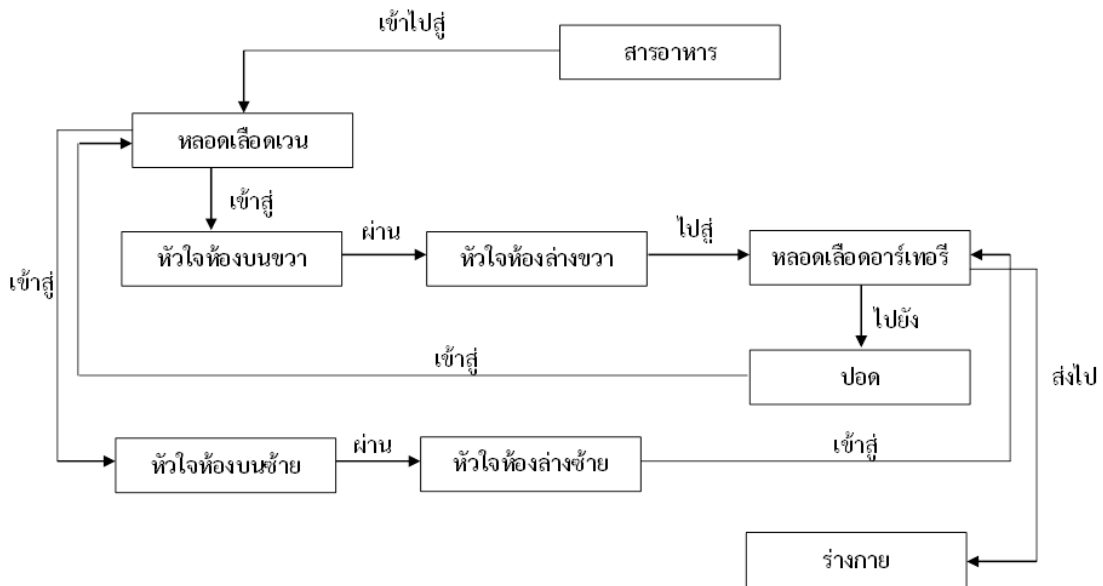 เข้าไปสู่
สารอาหาร
หลอดเลือดเวน
เข้าสู่
หัวใจห้องบนขวา
ผ่าน
หัวใจห้องล่างขวา
ไปสู่
หลอดเลือดอาร์เทอรี
เข้าสู่
ไปยัง
เข้าสู่
ปอด
ส่งไป
หัวใจห้องบนซ้าย
ผ่าน
หัวใจห้องล่างซ้าย
เข้าสู่
ร่างกาย